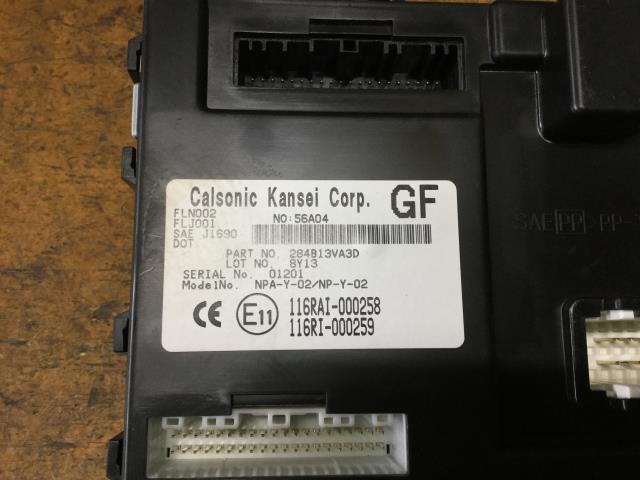 Calsonic Kansei Corp. GF
FLN002
FLJ001 NO:56A04
SAE J1690
DOT
PART NO. 284B13VA3D
LOT NO. 8Y13
SERIAL No. 01201
ModelNo. NPA-Y-02/NP-Y-02
CE E11 116RAI-000258
116RI-000259
SAE PP PP-